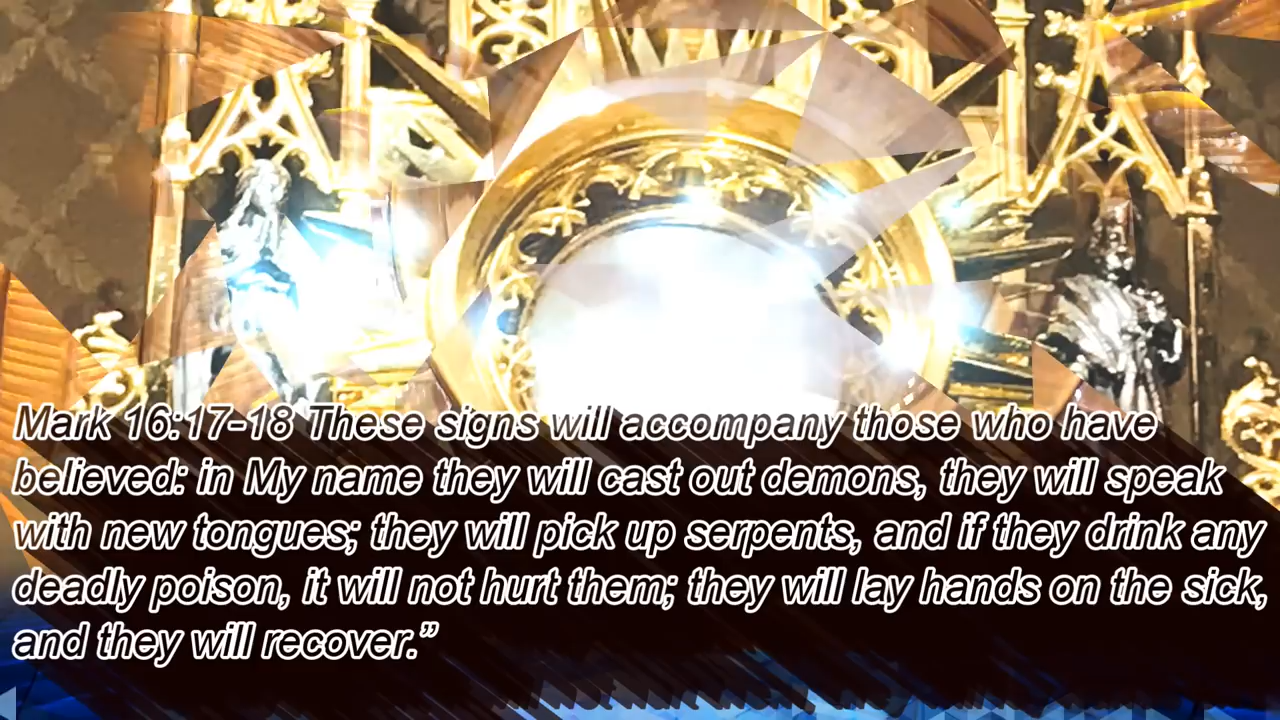 Mark 16:17-18 These signs will accompany those who have
believed: in My name they will cast out demons, they will speak
with new tongues; they will pick up serpents, and if they drink any
deadly poison, it will not hurt them; they will lay hands on the sick,
and they will recover.”